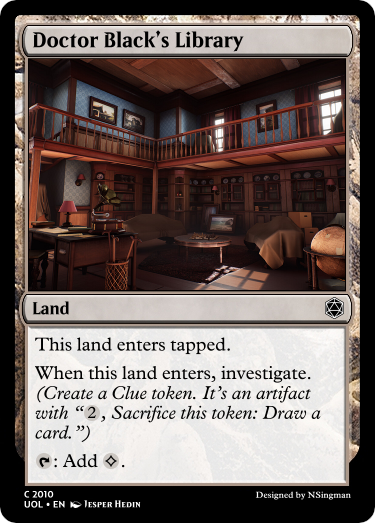 Doctor Black's Library
Land
This land enters tapped.
When this land enters, investigate.
(Create a Clue token. It's an artifact
with “2, Sacrifice this token: Draw a
card.”)
: Add .
C 2010
UOL • EN Jesper Hedin
Designed by NSingman